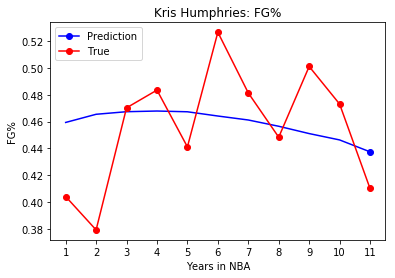 Kris Humphries: FG%
Prediction
True
FG%
0.52
0.50
0.48
0.46
0.44
0.42
0.40
0.38
1 2 3 4 5 6 7 8 9 10 11
Years in NBA